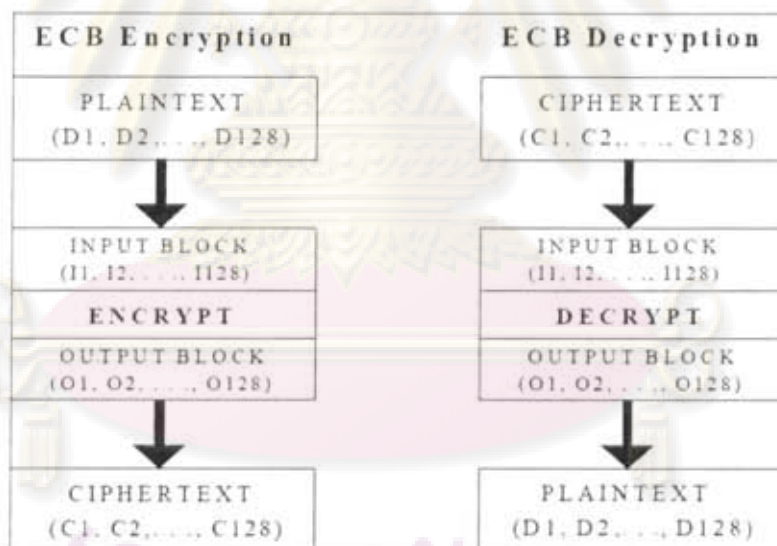 ECB Encryption
PLAINTEXT
(D1, D2,. . ., D128)
INPUT BLOCK
(I1, I2, . . . ., I128)
ENCRYPT
OUTPUT BLOCK
(O1, O2, . . . ., O128)
CIPHERTEXT
(C1, C2,. . . ., C128)
ECB Decryption
CIPHERTEXT
(C1, C2,. . . ., C128)
INPUT BLOCK
(I1, I2, . . . ., I128)
DECRYPT
OUTPUT BLOCK
(O1, O2, . . . ., O128)
PLAINTEXT
(D1, D2,. . ., D128)